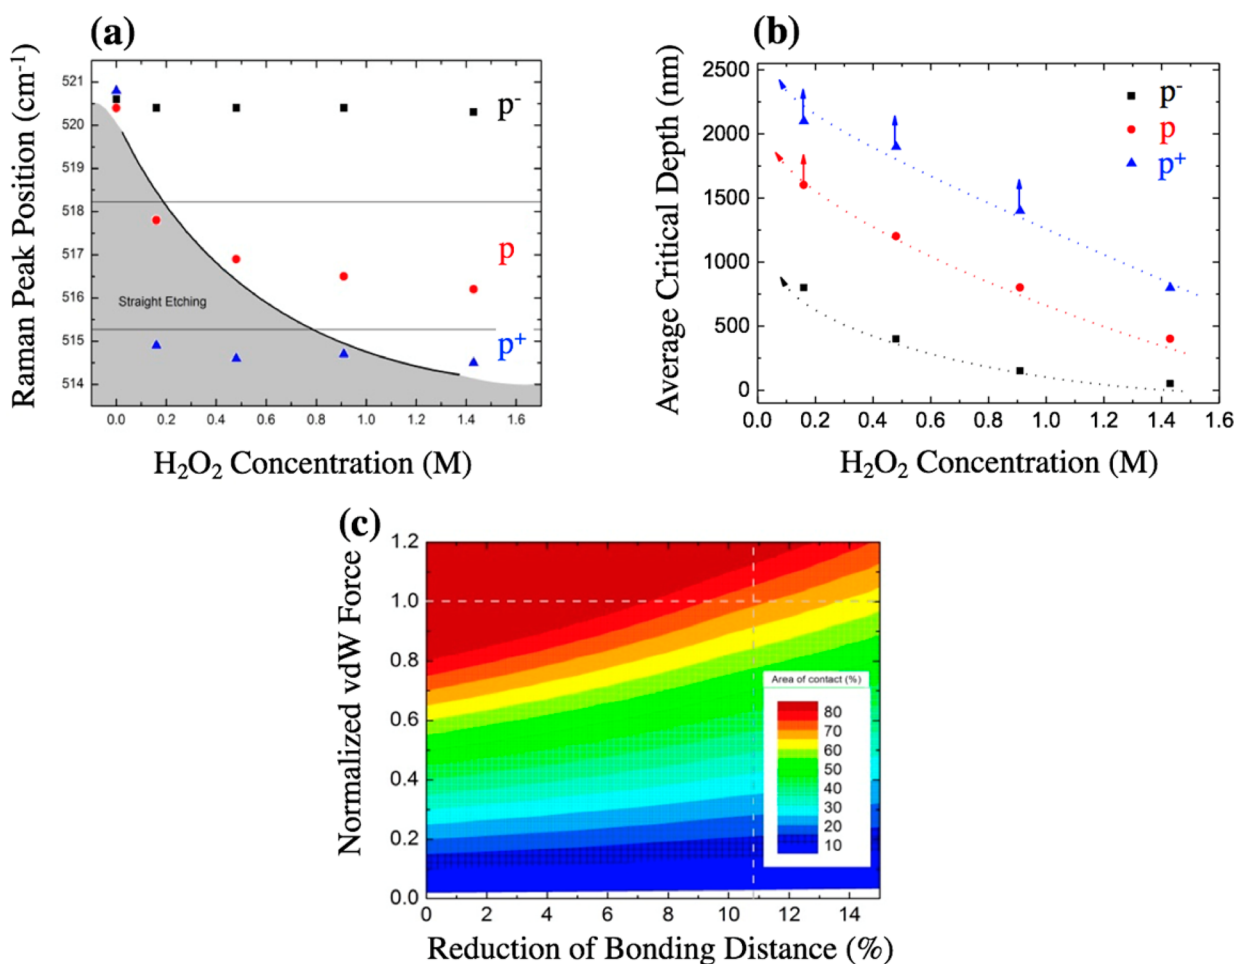 (a)
Raman Peak Position (cm⁻¹)
521
520
519
518
517
516
515
514
p⁻
p
p⁺
Straight Etching
0.0 0.2 0.4 0.6 0.8 1.0 1.2 1.4 1.6
H₂O₂ Concentration (M)
(b)
Average Critical Depth (nm)
2500
2000
1500
1000
500
0
p⁻
p
p⁺
0.0 0.2 0.4 0.6 0.8 1.0 1.2 1.4 1.6
H₂O₂ Concentration (M)
(c)
Normalized vdW Force
1.2
1.0
0.8
0.6
0.4
0.2
0.0
Area of contact (%)
80
70
60
50
40
30
20
10
0 2 4 6 8 10 12 14
Reduction of Bonding Distance (%)